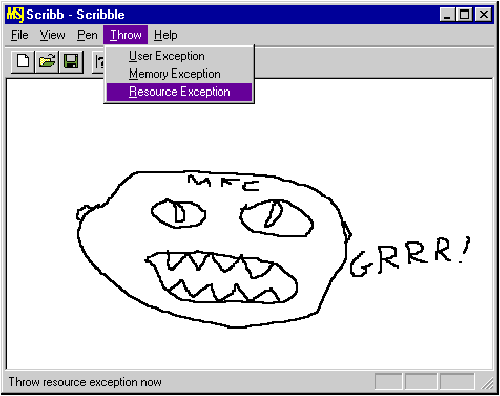 Scribb - Scribble
File View Pen Throw Help
User Exception
Memory Exception
Resource Exception
MFC
GRRR!
Throw resource exception now